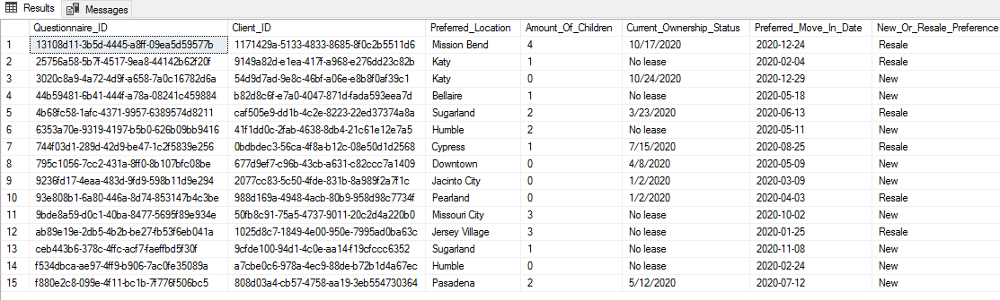 Results Messages
Questionnaire_ID Client_ID Preferred_Location Amount_Of_Children Current_Ownership_Status Preferred_Move_In_Date New_Or_Resale_Preference
1 13108d11-3b5d-4445-a8ff-09ea5d59577b 1171429a-5133-4833-8685-8f0c2b5511d6 Mission Bend 4 10/17/2020 2020-12-24 Resale
2 25756a58-5b7f-4517-9ea8-44142b62f20f 9149a82d-e1ea-417f-a968-e276dd23c82b Katy 1 No lease 2020-02-04 Resale
3 3020c8a9-4a72-4d9f-a658-7a0c16782d6a 54d9d7ad-9e8c-46bf-a06e-e8b8f0af39c1 Katy 0 10/24/2020 2020-12-29 New
4 44b59481-6b41-444f-a78a-08241c459884 b82d8c6f-e7a0-4047-871d-fada593eea7d Bellaire 1 No lease 2020-05-18 New
5 4b68fc58-1afc-4371-9957-6389574d8211 caf505e9-dd1b-4c2e-8223-22ed37374a8a Sugarland 2 3/23/2020 2020-06-13 Resale
6 6353a70e-9319-4197-b5b0-626b09bb9416 41f1dd0c-2fab-4638-8db4-21c61e12e7a5 Humble 2 No lease 2020-05-11 New
7 744f03d1-289d-42d9-be47-1c2f5839e256 0bdbdec3-56ca-4f8a-b12c-08e50d1d2568 Cypress 1 7/15/2020 2020-08-25 Resale
8 795c1056-7cc2-431a-8ff0-8b107bfc08be 677d9ef7-c96b-43cb-a631-c82ccc7a1409 Downtown 0 4/8/2020 2020-05-09 New
9 9236fd17-4eaa-483d-9fd9-598b11d9e294 2077cc83-5c50-4fde-831b-8a989f2a7f1c Jacinto City 0 1/2/2020 2020-03-09 New
10 93e808b1-6a80-446a-8d74-853147b4c3be 988d169a-4948-4acb-80b9-958d98c7734f Pearland 0 1/2/2020 2020-04-03 Resale
11 9bde8a59-d0c1-40ba-8477-5695f89e934e 50fb8c91-75a5-4737-9011-20c2d4a220b0 Missouri City 3 No lease 2020-10-02 New
12 ab89e19e-2db5-4b2b-be27-fb53f6eb041a 1025d8c7-1849-4e00-950e-7995ad0ba63c Jersey Village 3 No lease 2020-01-25 Resale
13 ceb443b6-378c-4ffc-acf7-faeffbd5f30f 9cfde100-94d1-4c0e-aa14-f19cfccc6352 Sugarland 1 No lease 2020-11-08 New
14 f534dbca-ae97-4ff9-b906-7ac0fe35089a a7cbe0c6-978a-4ec9-88de-b72b1d4a67ec Humble 0 No lease 2020-02-24 New
15 f880e2c8-099e-4f11-bc1b-7f776f506bc5 808d03a4-cb57-4758-aa19-3eb554730364 Pasadena 2 5/12/2020 2020-07-12 New